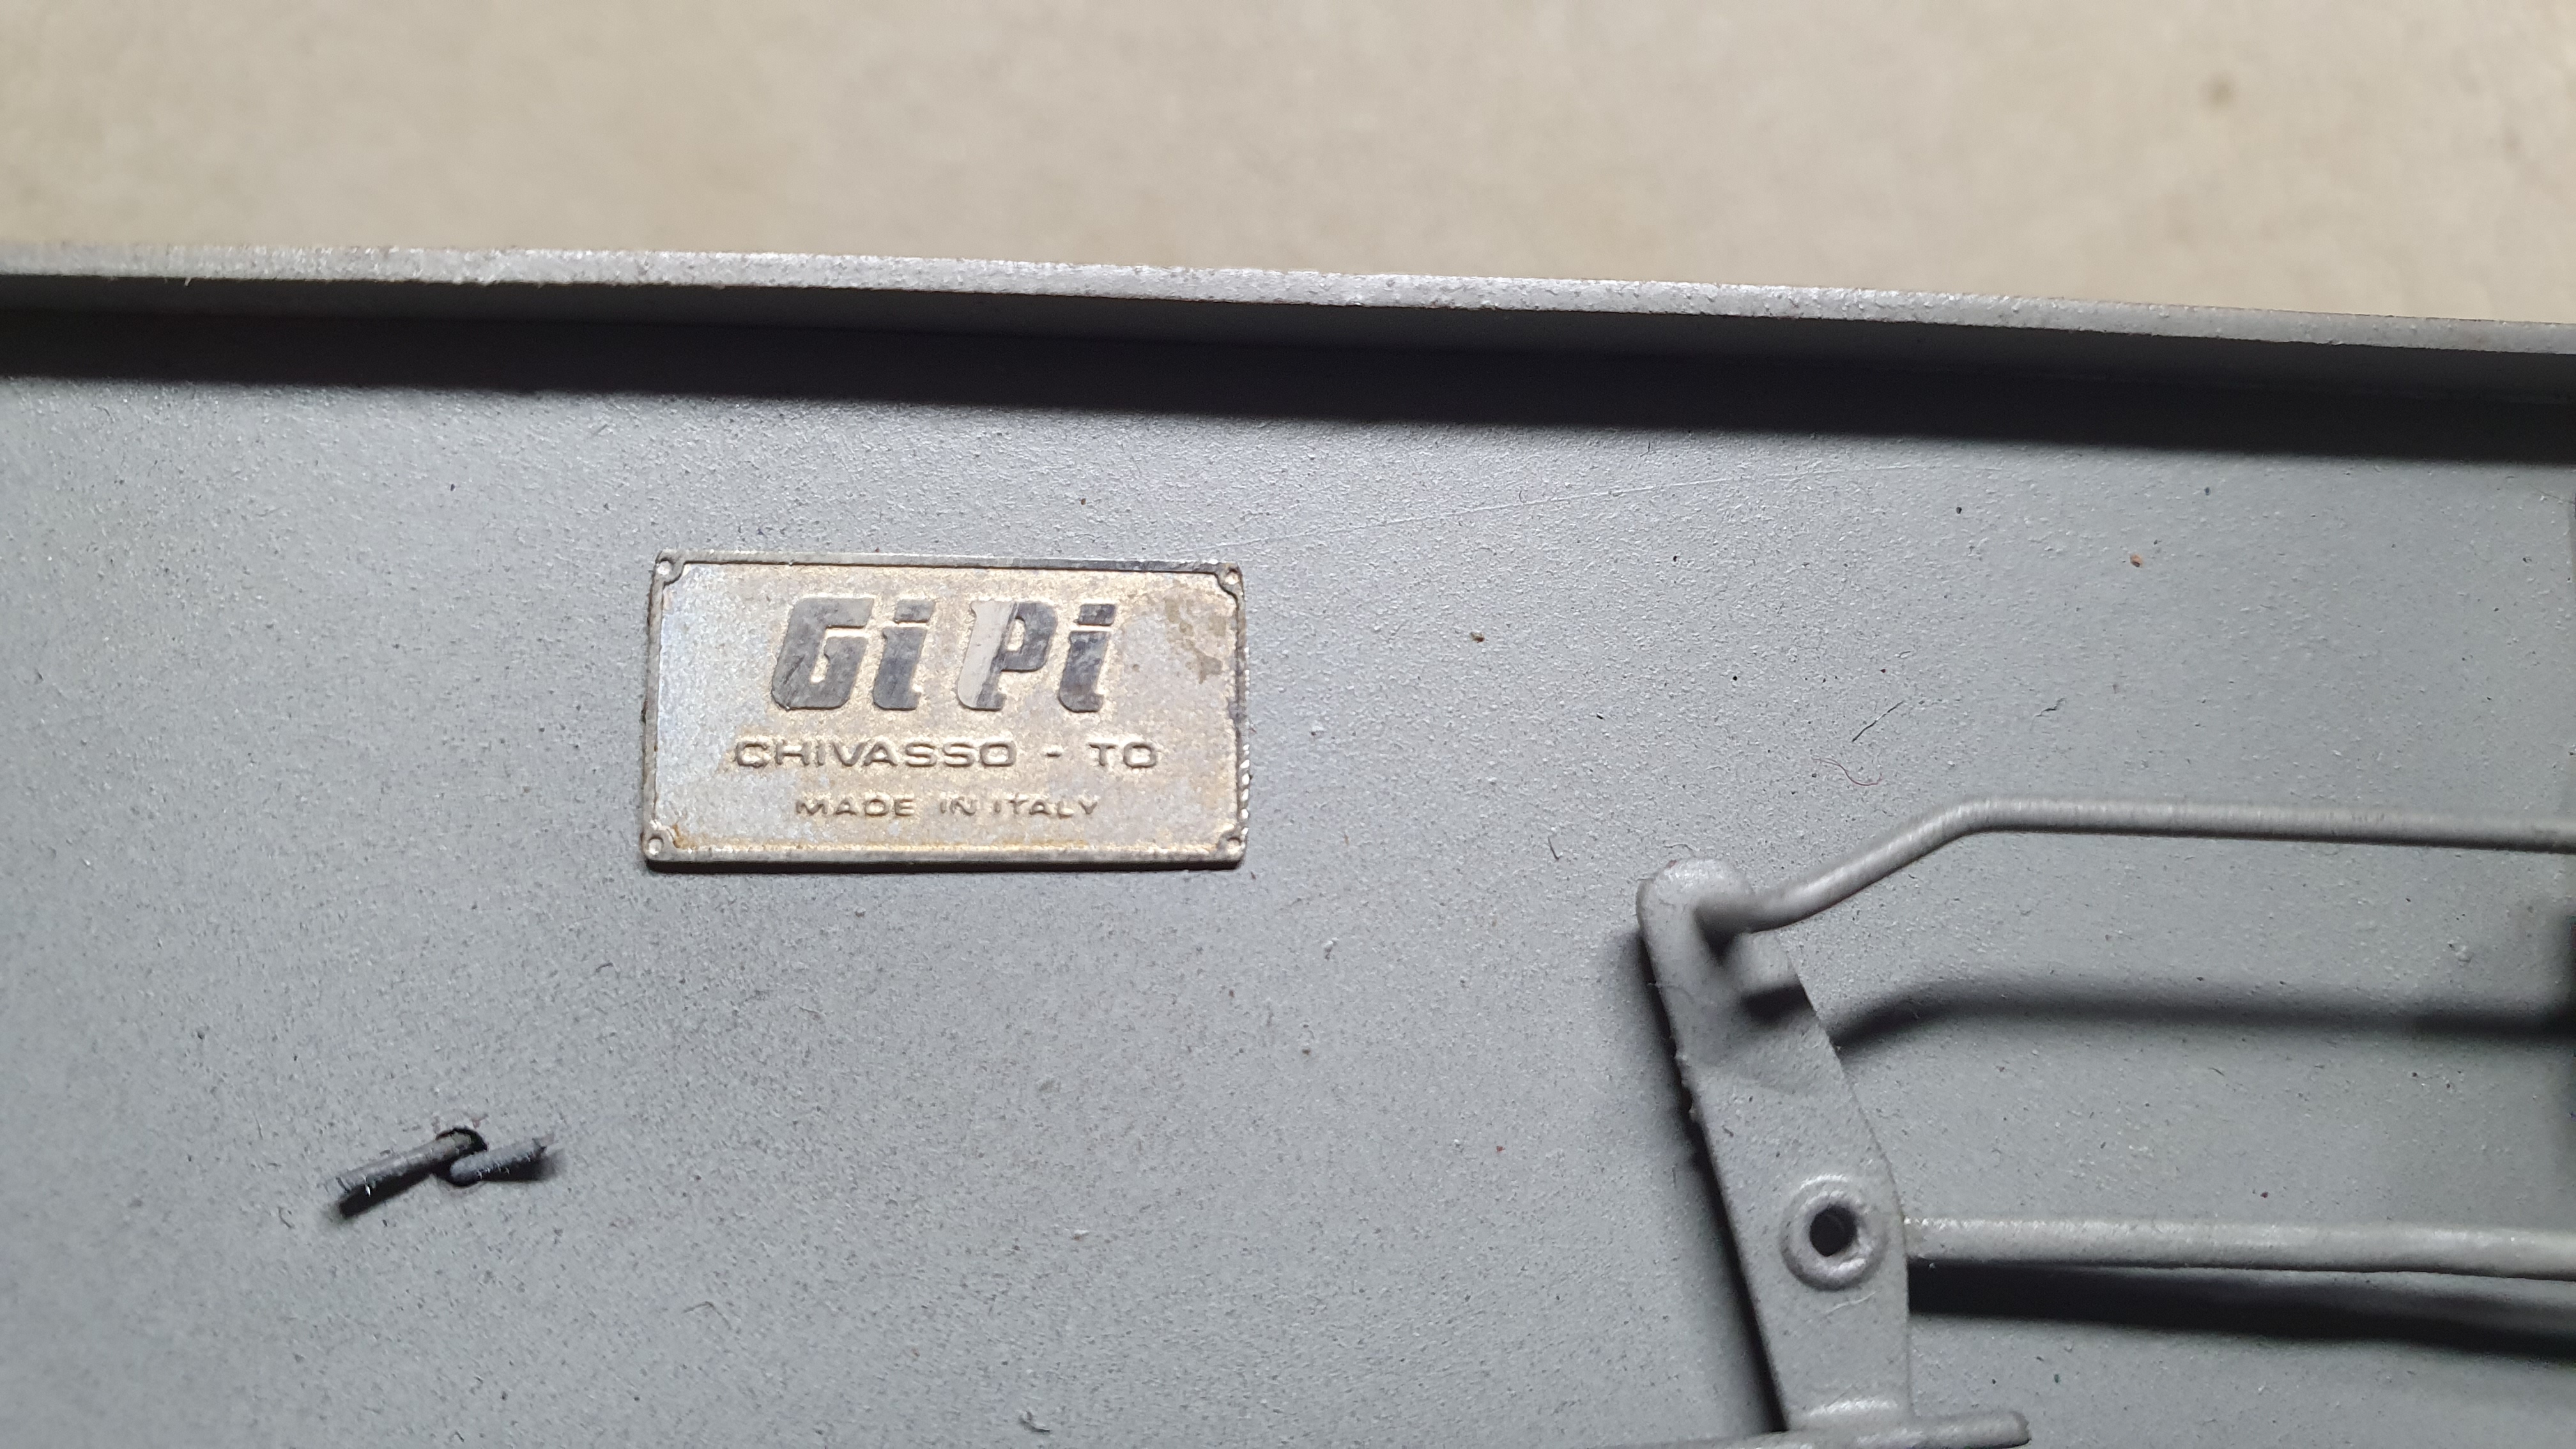 Gi Pi
CHIVASSO - TO
MADE IN ITALY